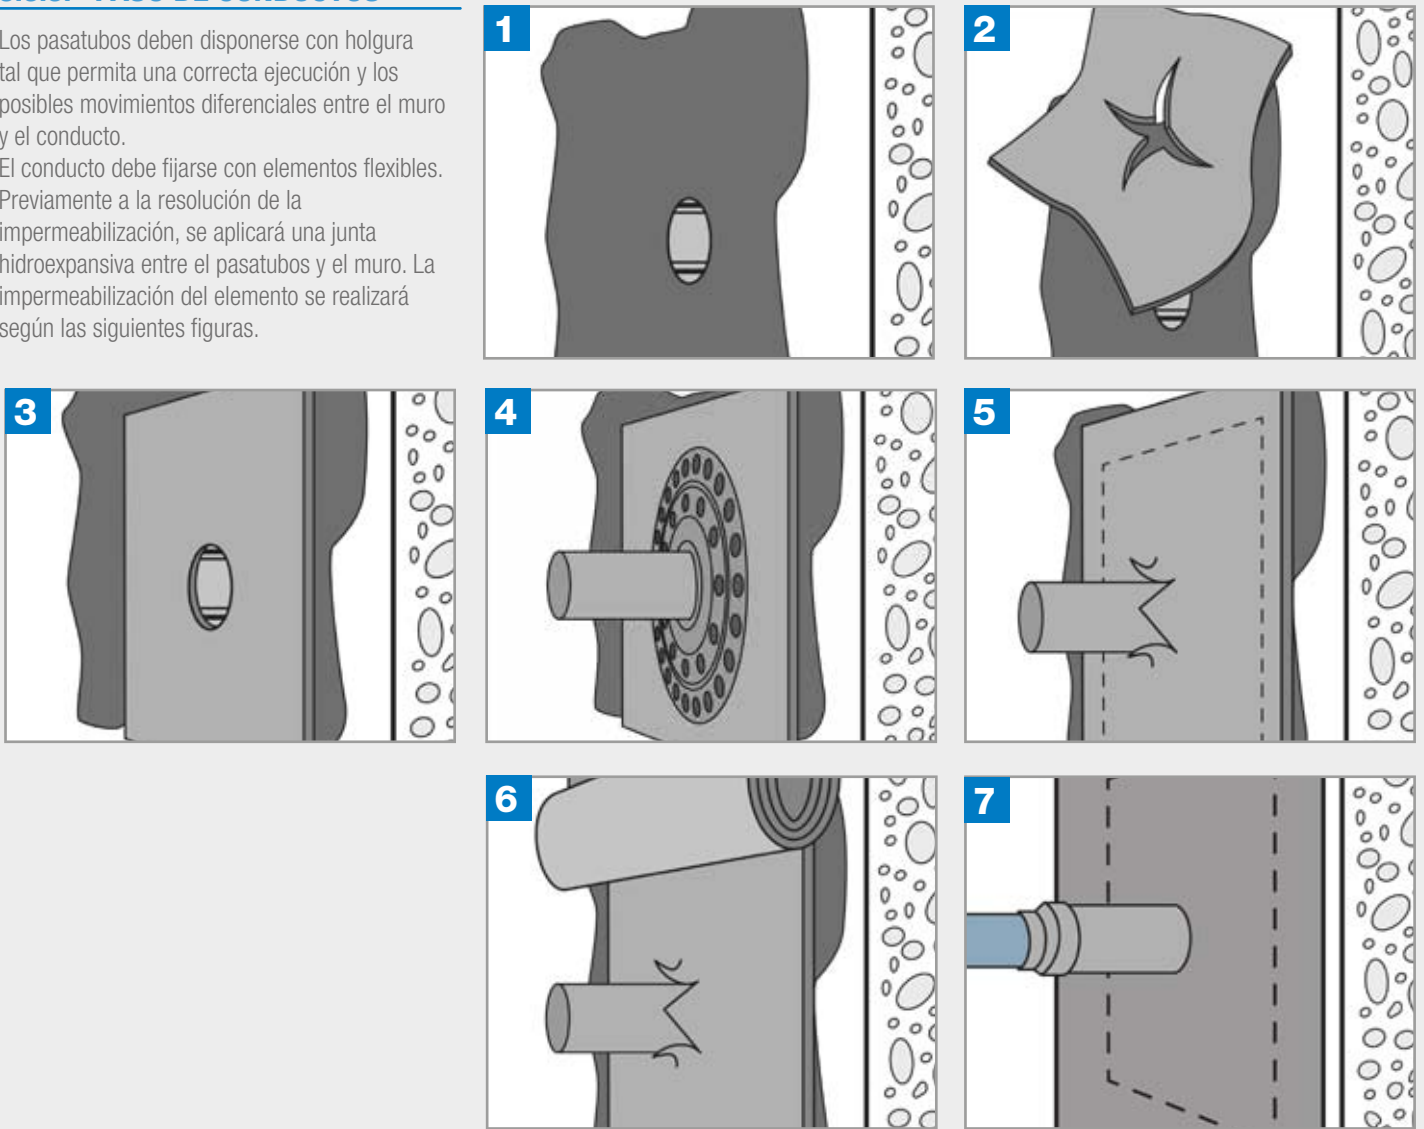 PASO DE CONDUCTOS
Los pasatubos deben disponerse con holgura
tal que permita una correcta ejecución y los
posibles movimientos diferenciales entre el muro
y el conducto.
El conducto debe fijarse con elementos flexibles.
Previamente a la resolución de la
impermeabilización, se aplicará una junta
hidroexpansiva entre el pasatubos y el muro. La
impermeabilización del elemento se realizará
según las siguientes figuras.
1
2
3
4
5
6
7